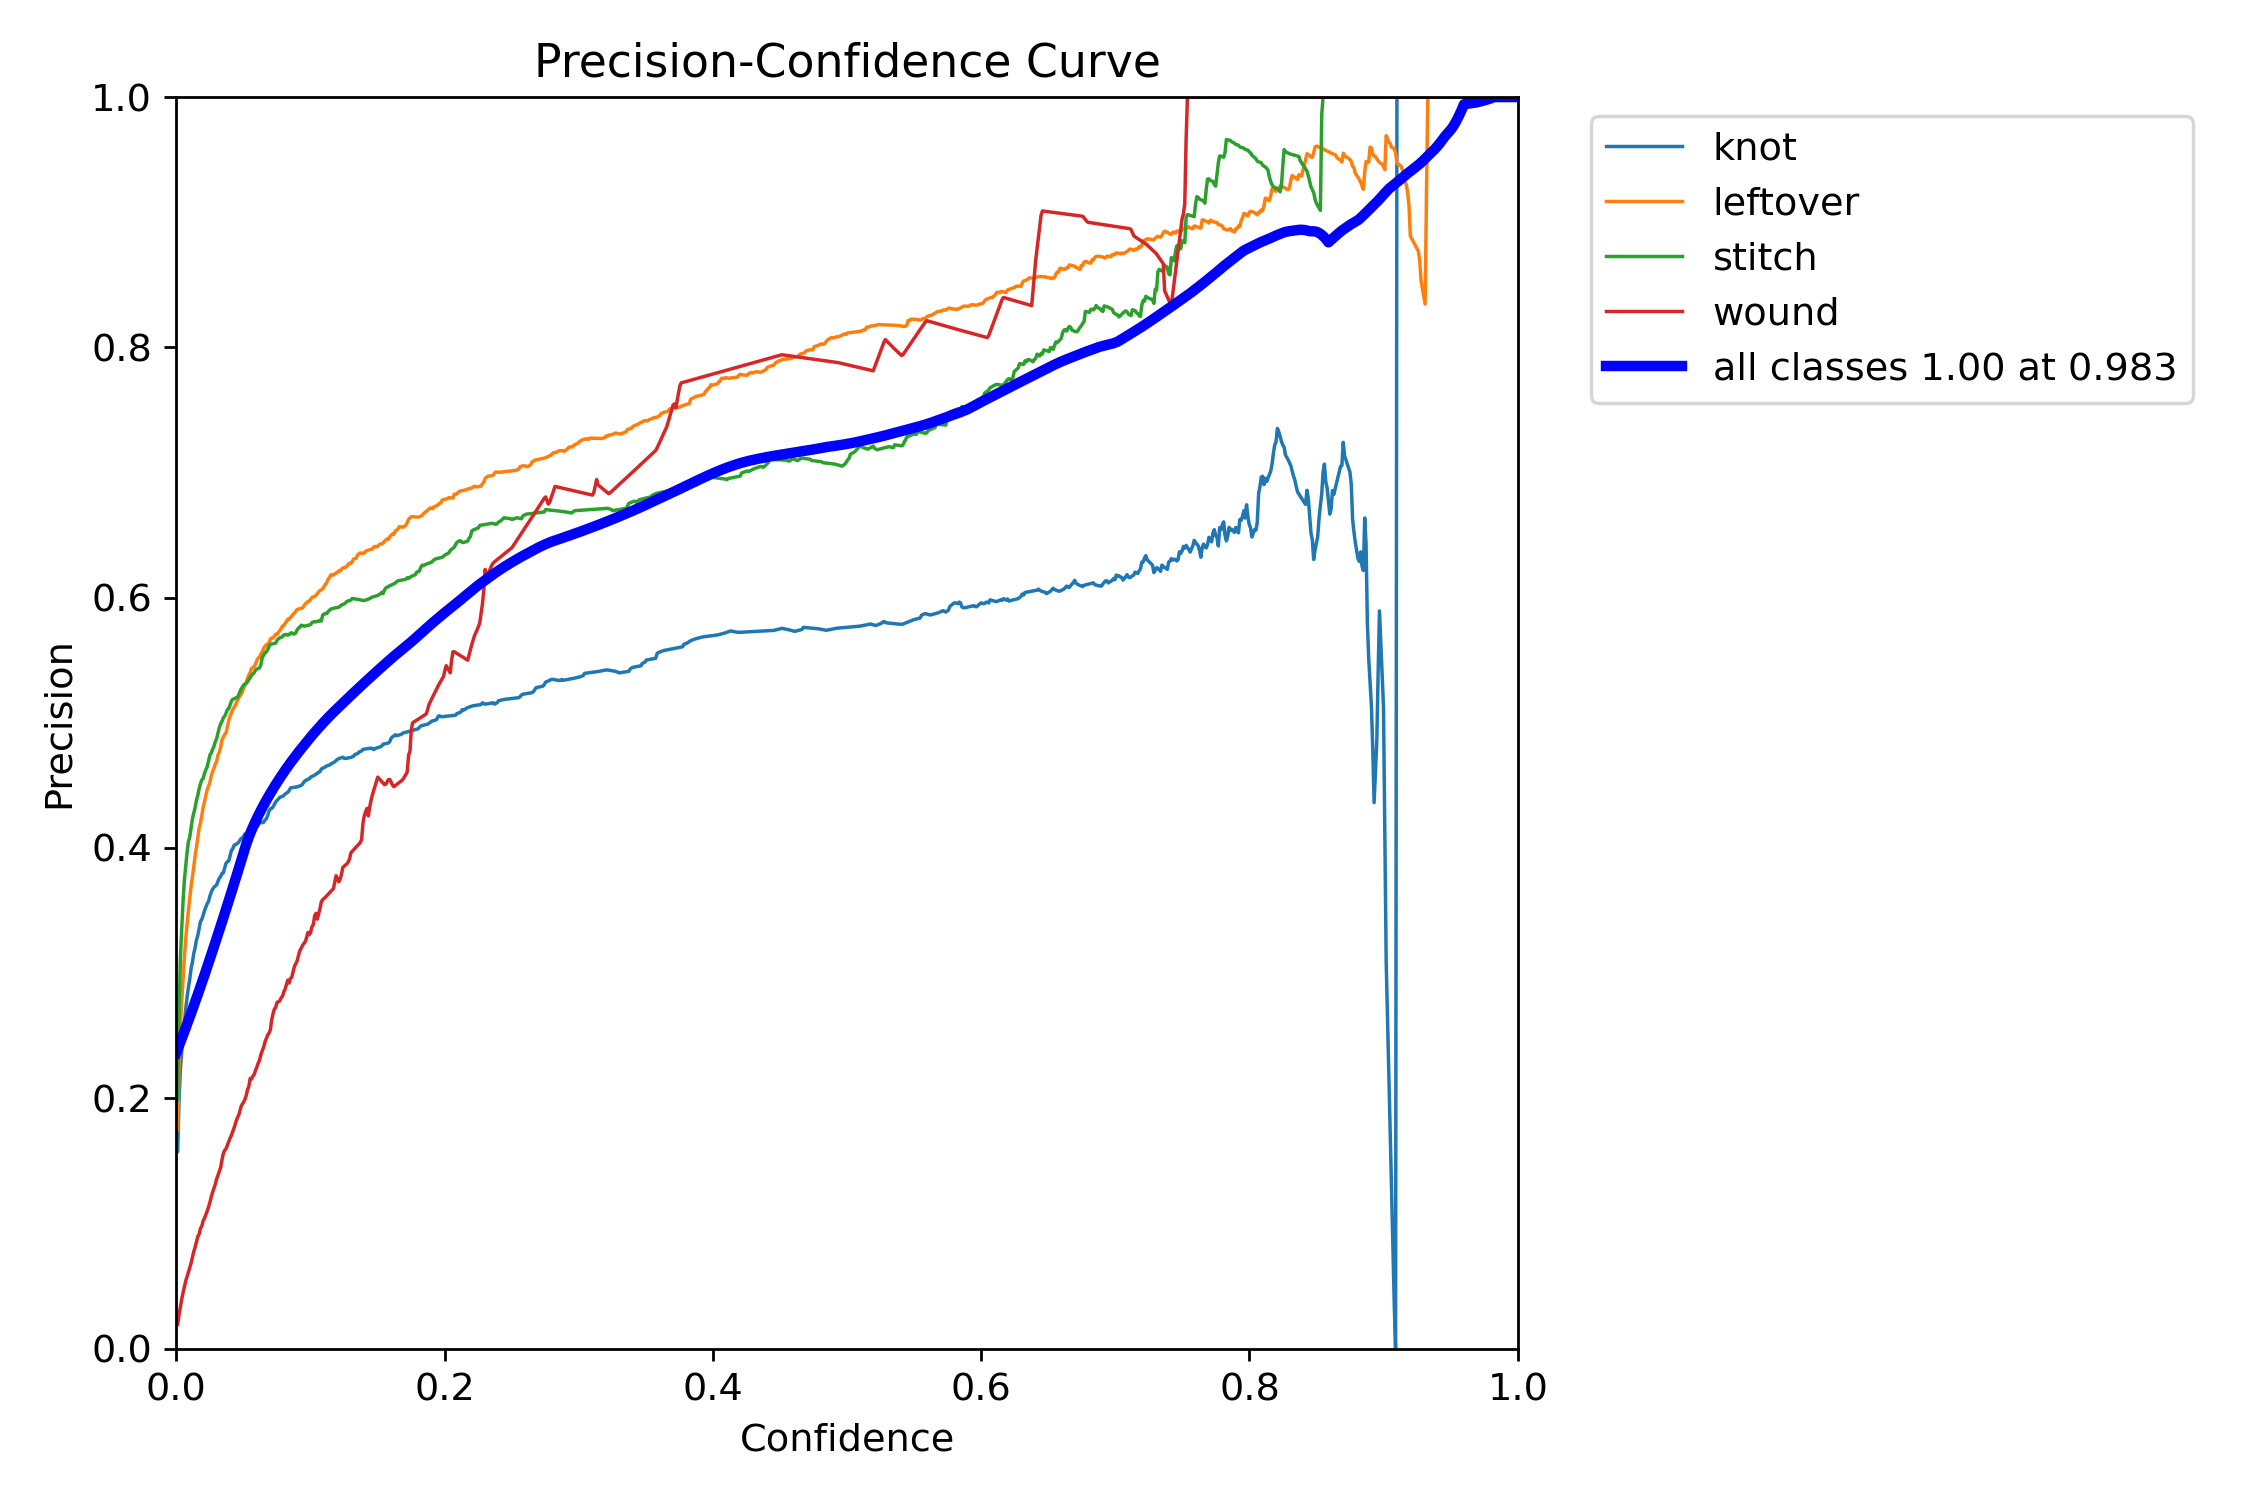 Precision-Confidence Curve
1.0
0.8
0.6
0.4
0.2
0.0
Precision
0.0 0.2 0.4 0.6 0.8 1.0
Confidence
knot
leftover
stitch
wound
all classes 1.00 at 0.983